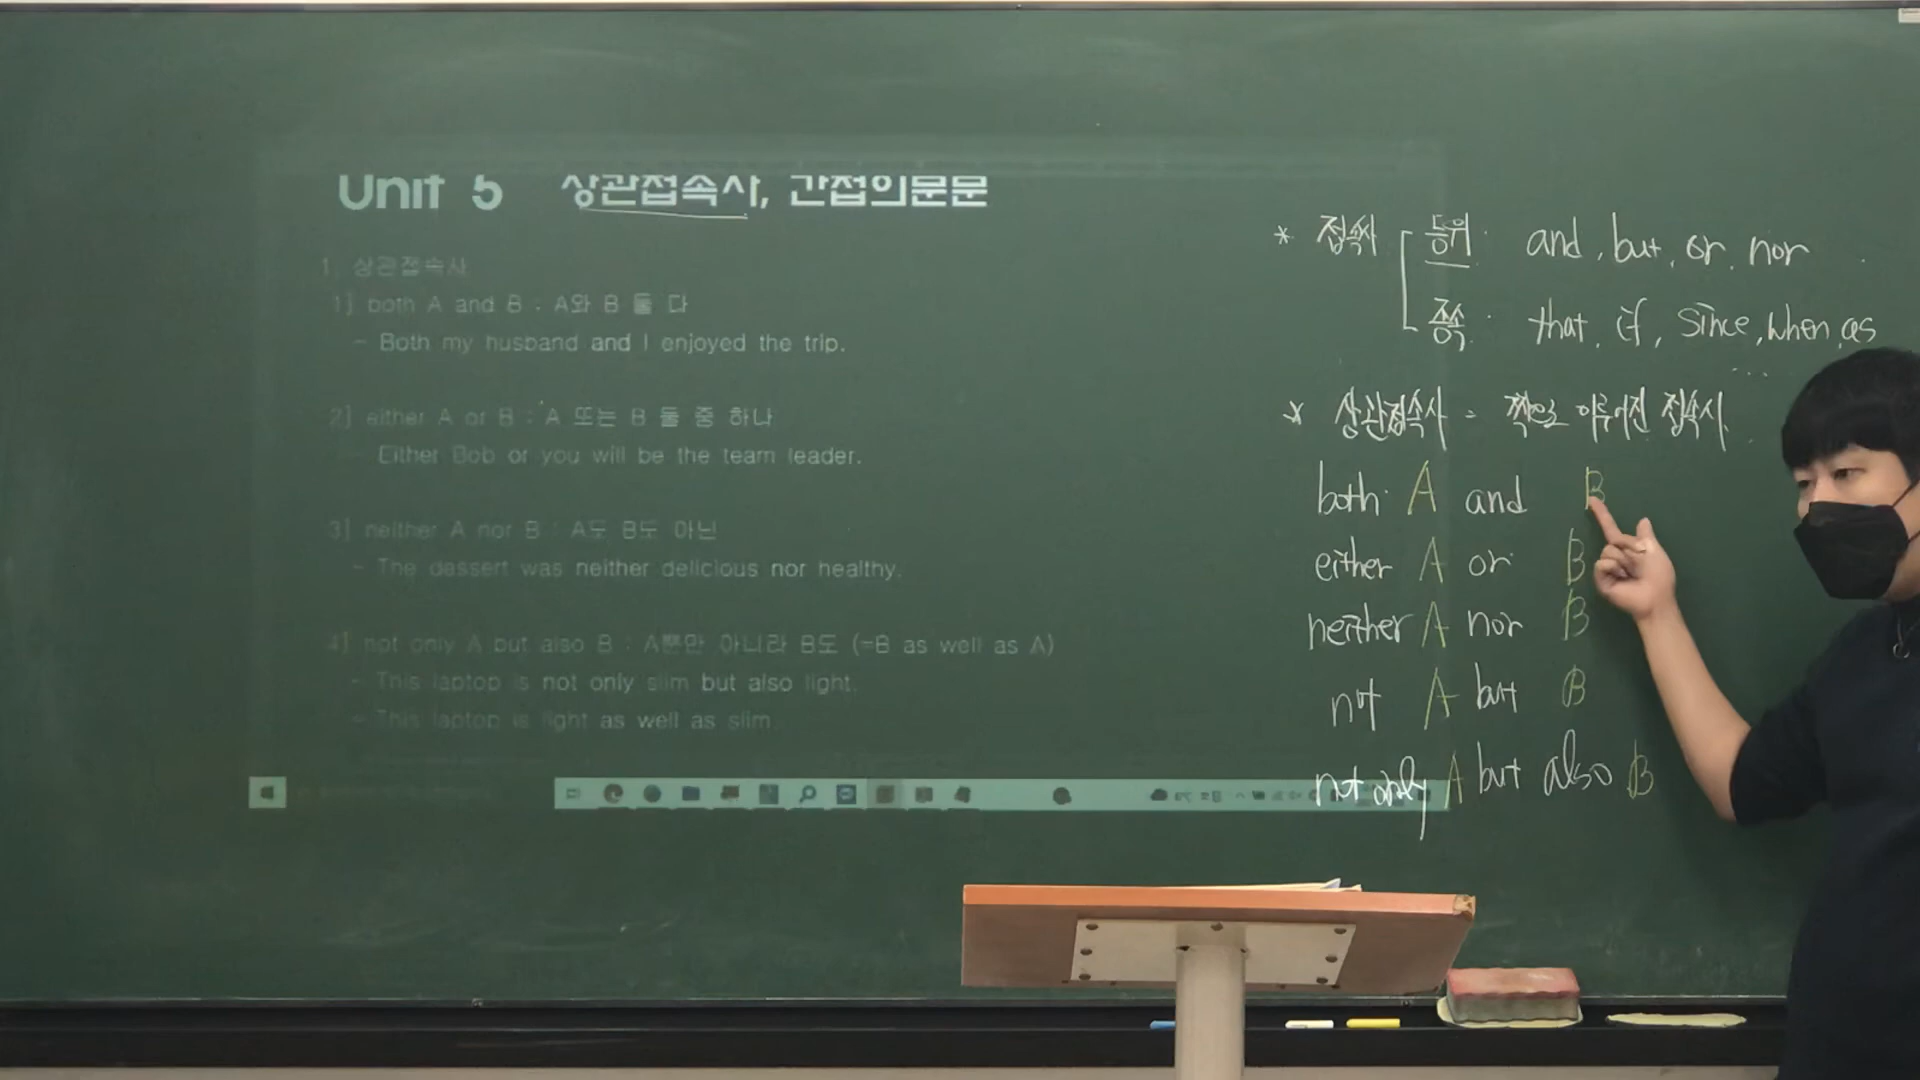 Unit 5 상관접속사, 간접의문문
1. 상관접속사
1] both A and B : A와 B 둘 다
- Both my husband and I enjoyed the trip.
2] either A or B : A 또는 B 둘 중 하나
Either Bob or you will be the team leader.
3] neither A nor B : A도 B도 아닌
- The dessert was neither delicious nor healthy.
4] not only A but also B : A뿐만 아니라 B도 (=B as well as A)
- This laptop is not only slim but also light.
- This laptop is light as well as slim.
* 접속사 등위: and, but, or, nor
종속: that, if, since, when, as
...
* 상관접속사 = 짝으로 이루어진 접속사
both A and B
either A or B
neither A nor B
not A but B
not only A but also B